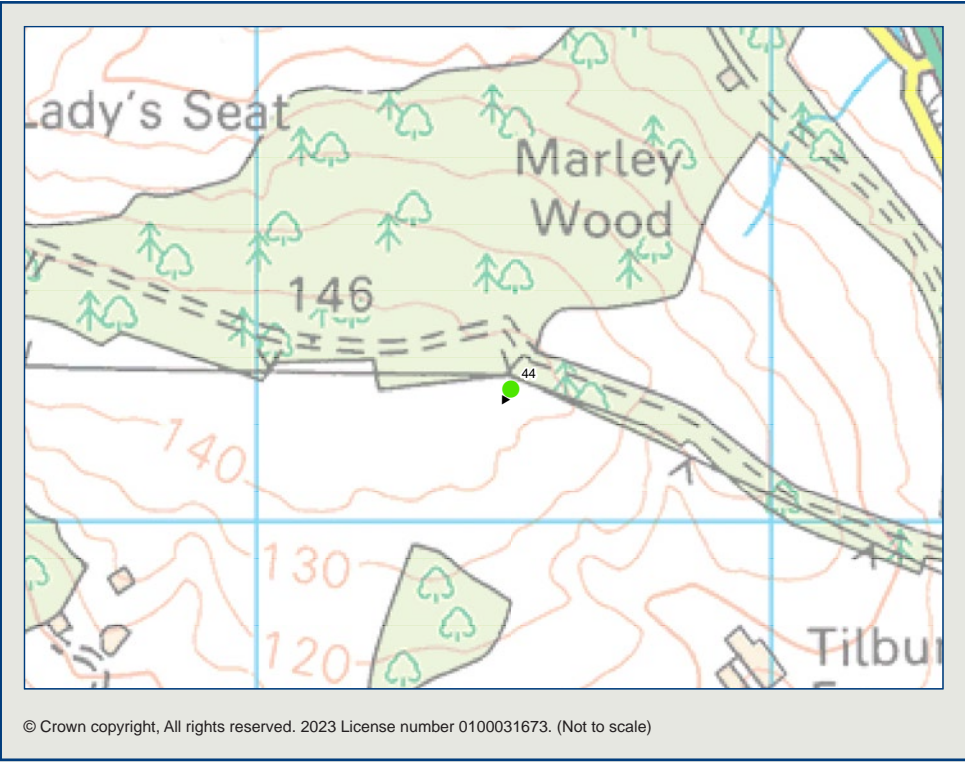 Lady's Seat
Marley
Wood
146
44
140
130
120
Tilbur
© Crown copyright, All rights reserved. 2023 License number 0100031673. (Not to scale)